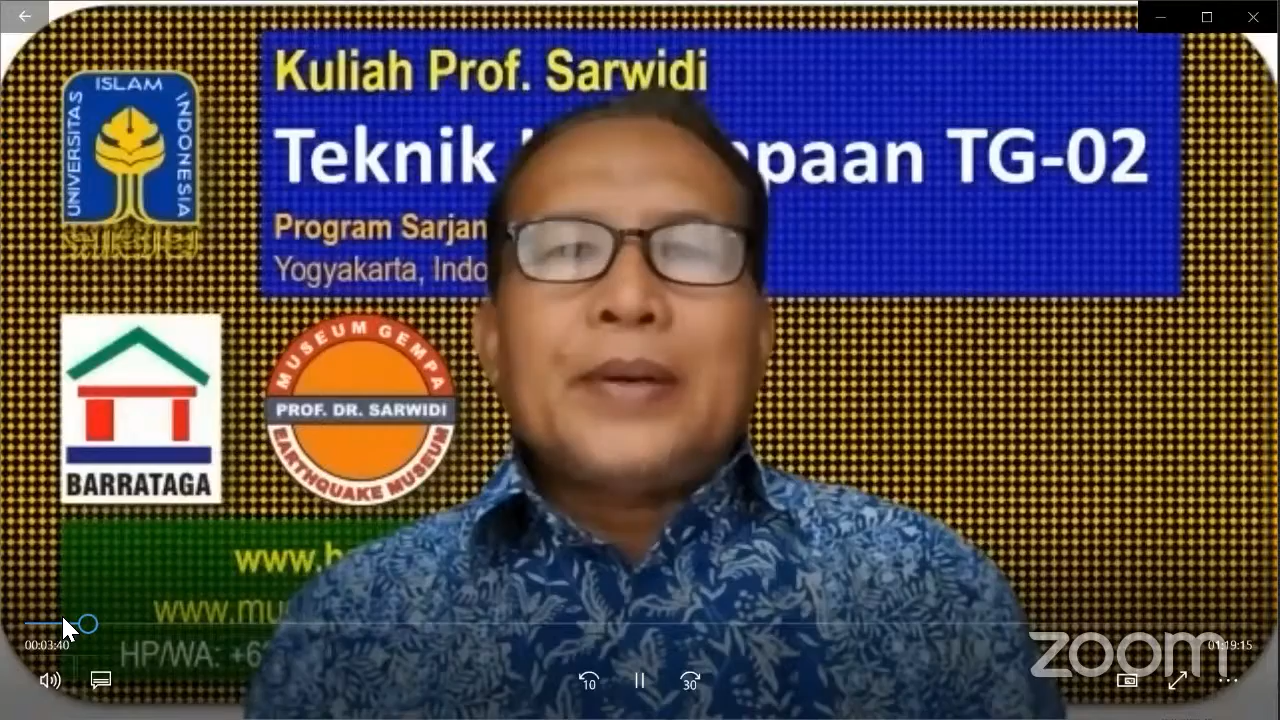 Kuliah Prof. Sarwidi
Teknik paan TG-02
Program Sarjan
Yogyakarta, Indo
UNIVERSITAS ISLAM INDONESIA
BARRATAGA
MUSEUM GEMPA
PROF. DR. SARWIDI
EARTHQUAKE MUSEUM
www.b
www.mu
HP/WA: +6
00:03:40
01:19:15
zoom
10
30